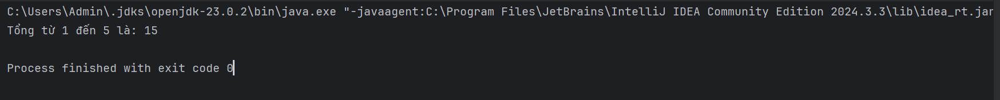 C:\Users\Admin\.jdks\openjdk-23.0.2\bin\java.exe "-javaagent:C:\Program Files\JetBrains\IntelliJ IDEA Community Edition 2024.3.3\lib\idea_rt.jar
Tổng từ 1 đến 5 là: 15
Process finished with exit code 0